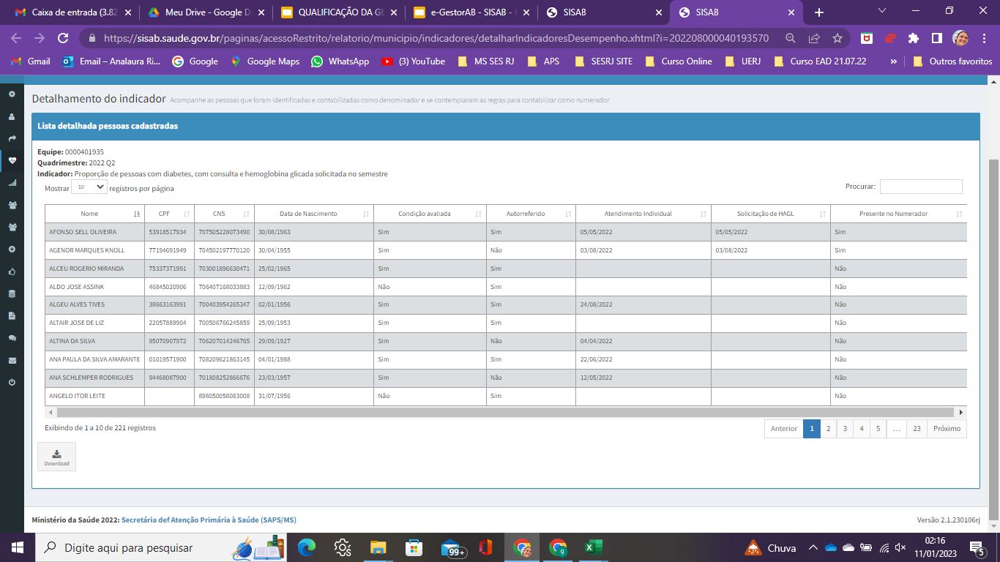 Caixa de entrada (3.82
Meu Drive - Google D
QUALIFICAÇÃO DA GE
e-GestorAB - SISAB -
SISAB
SISAB
https://sisab.saude.gov.br/paginas/acessoRestrito/relatorio/municipio/indicadores/detalharIndicadoresDesempenho.xhtml?i=202208000040193570
Gmail
Email – Analaura Ri...
Google
Google Maps
WhatsApp
(3) YouTube
MS SES RJ
APS
SESRJ SITE
Curso Online
UERJ
Curso EAD 21.07.22
»
Outros favoritos
Detalhamento do indicador Acompanhe as pessoas que foram identificadas e contabilizadas como denominador e se contemplaram as regras para contabilizar como numerador
Lista detalhada pessoas cadastradas
Equipe: 0000401935
Quadrimestre: 2022 Q2
Indicador: Proporção de pessoas com diabetes, com consulta e hemoglobina glicada solicitada no semestre
Mostrar 10 registros por página
Procurar:
Nome CPF CNS Data de Nascimento Condição avaliada Autorreferido Atendimento Individual Solicitação de HAGL Presente no Numerador
AFONSO SELL OLIVEIRA 53918517934 707505228073490 30/08/1963 Sim Sim 05/05/2022 05/05/2022 Sim
AGENOR MARQUES KNOLL 77194691949 704502197770120 30/04/1955 Sim Não 03/08/2022 03/08/2022 Sim
ALCEU ROGERIO MIRANDA 75337371991 703001896630471 25/02/1965 Sim Sim Não
ALDO JOSE ASSINK 46845020906 706407168033883 12/09/1962 Não Sim Não
ALGEU ALVES TIVES 38663163991 700403954265347 02/01/1956 Sim Sim 24/08/2022 Não
ALTAIR JOSE DE LIZ 22057889904 700506766245859 25/09/1953 Sim Sim Não
ALTINA DA SILVA 95070907972 706207014246765 29/09/1927 Sim Não 04/04/2022 Não
ANA PAULA DA SILVA AMARANTE 01019571900 708209621863145 04/01/1988 Sim Sim 22/06/2022 Não
ANA SCHLEMPER RODRIGUES 94468087900 701808252866676 23/03/1957 Sim Não 12/05/2022 Não
ANGELO ITOR LEITE 898050058083008 31/07/1956 Não Sim Não
Exibindo de 1 a 10 de 221 registros
Anterior 1 2 3 4 5 ... 23 Próximo
Download
Ministério da Saúde 2022: Secretária def Atenção Primária à Saúde (SAPS/MS)
Versão 2.1.230106rj
Digite aqui para pesquisar
99+
Chuva
02:16
11/01/2023
5